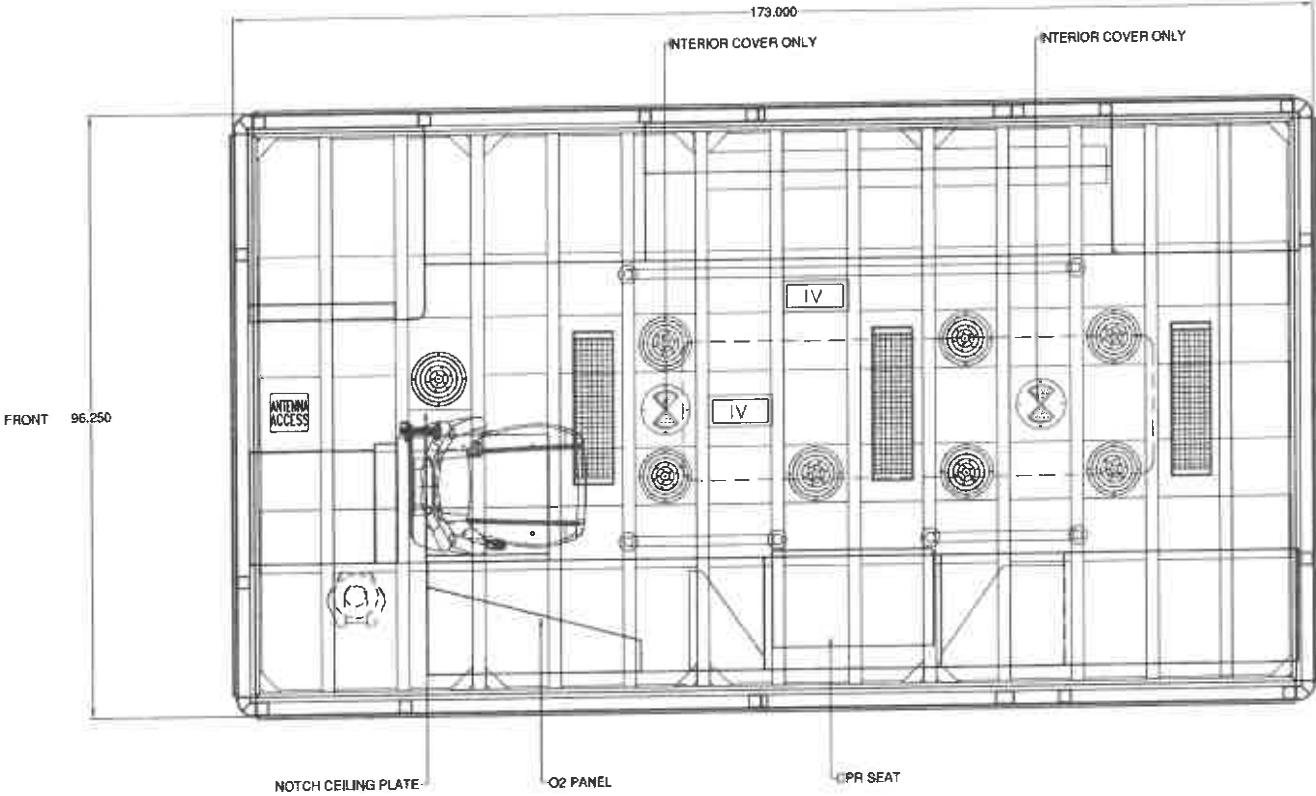 173.000
INTERIOR COVER ONLY
INTERIOR COVER ONLY
IV
ANTENNA
ACCESS
IV
FRONT 96.250
NOTCH CEILING PLATE
O2 PANEL
CPR SEAT